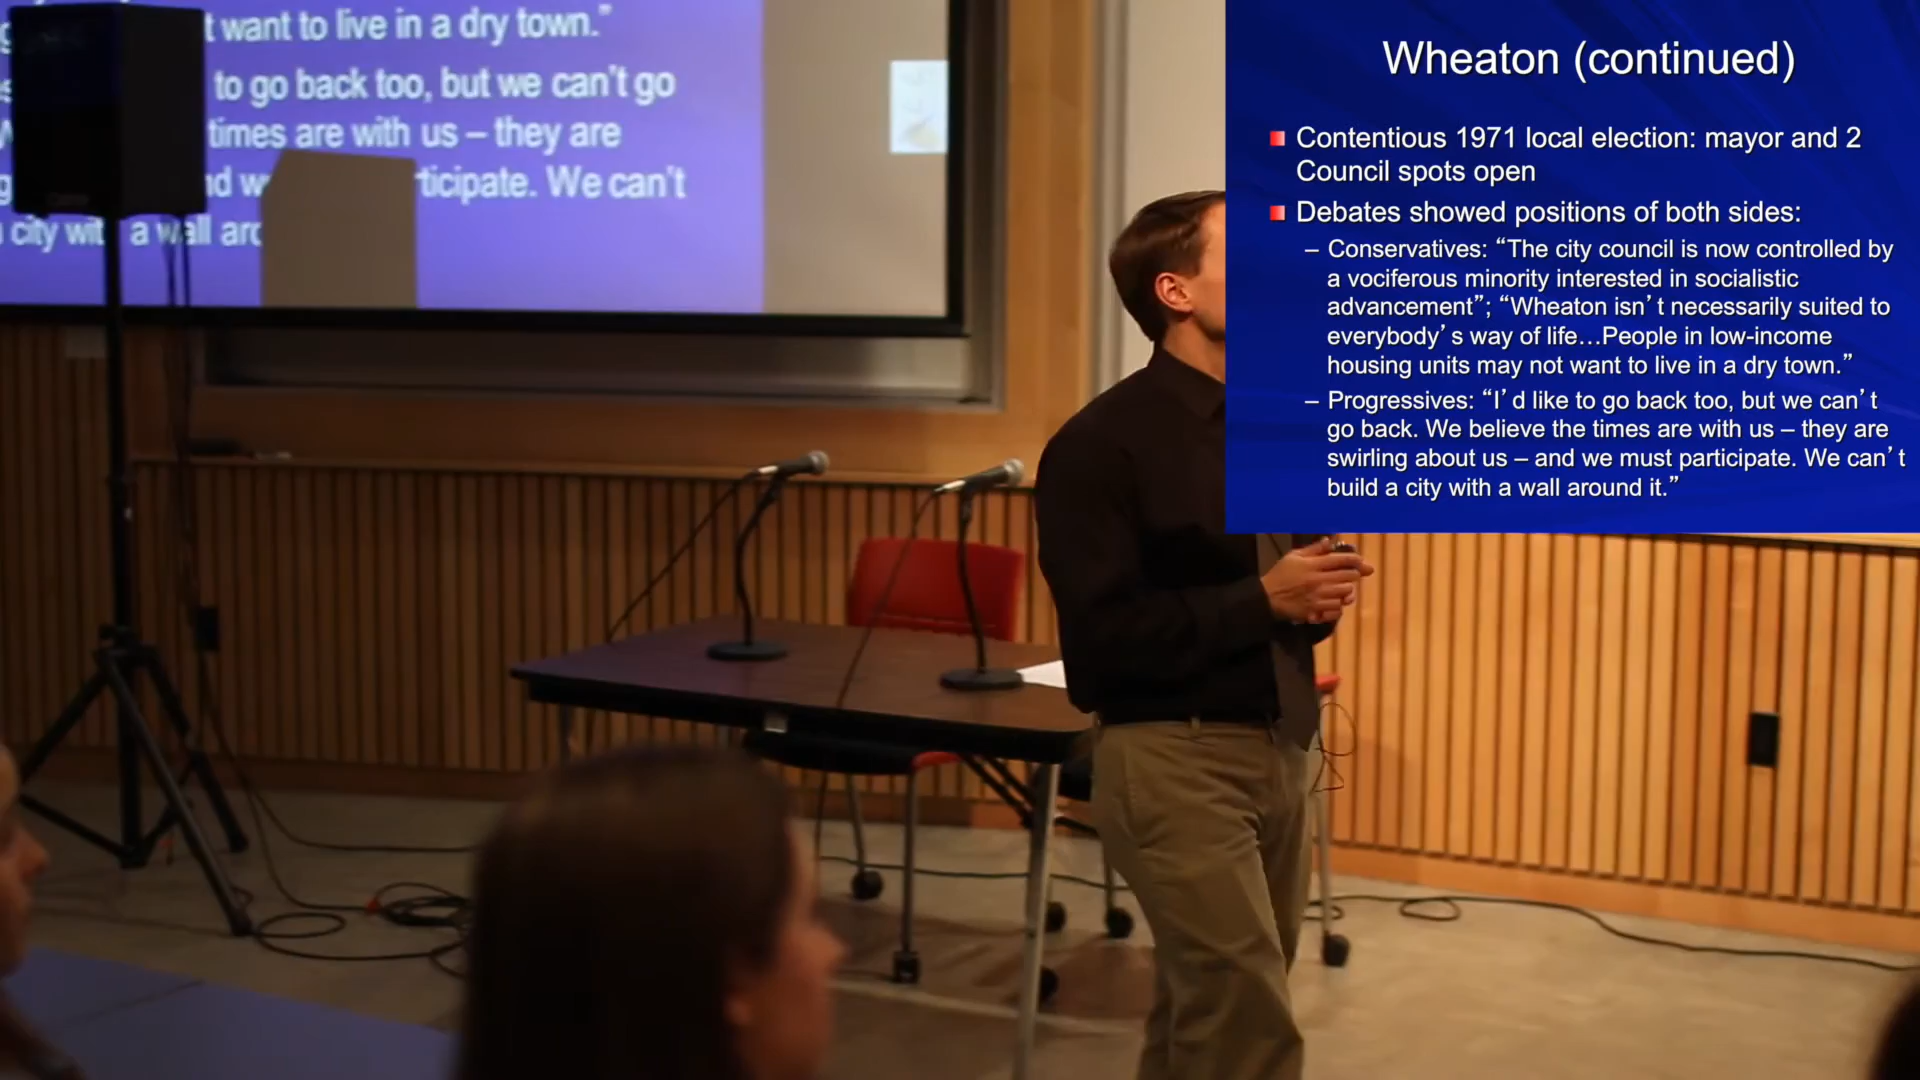 t want to live in a dry town.”
to go back too, but we can’t go
times are with us – they are
ticipate. We can’t
city wit a wall arc
Wheaton (continued)
Contentious 1971 local election: mayor and 2
Council spots open
Debates showed positions of both sides:
– Conservatives: “The city council is now controlled by
a vociferous minority interested in socialistic
advancement”; “Wheaton isn’t necessarily suited to
everybody’s way of life…People in low-income
housing units may not want to live in a dry town.”
– Progressives: “I’d like to go back too, but we can’t
go back. We believe the times are with us – they are
swirling about us – and we must participate. We can’t
build a city with a wall around it.”